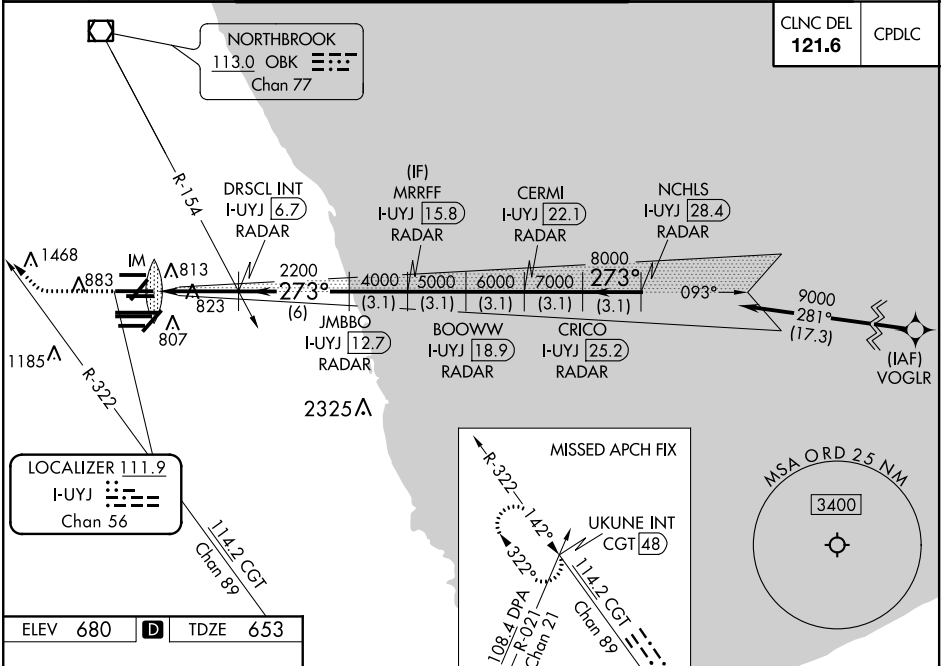 CLNC DEL
121.6
CPDLC
NORTHBROOK
113.0 OBK
Chan 77
R-154
DRSCL INT
I-UYJ 6.7
RADAR
(IF)
MRRFF
I-UYJ 15.8
RADAR
CERMI
I-UYJ 22.1
RADAR
NCHLS
I-UYJ 28.4
RADAR
1468
883
IM
813
823
807
2200
273°
(6)
4000
(3.1)
5000
(3.1)
6000
(3.1)
7000
(3.1)
8000
273°
(3.1)
093°
9000
281°
(17.3)
(IAF)
VOGLR
JMBBO
I-UYJ 12.7
RADAR
BOOWW
I-UYJ 18.9
RADAR
CRICO
I-UYJ 25.2
RADAR
1185
R-322
2325
LOCALIZER 111.9
I-UYJ
Chan 56
114.2 CGT
Chan 89
MISSED APCH FIX
R-322
142°
322°
UKUNE INT
CGT 48
114.2 CGT
Chan 89
108.4 DPA
R-021
Chan 21
MSA ORD 25 NM
3400
ELEV 680 D TDZE 653